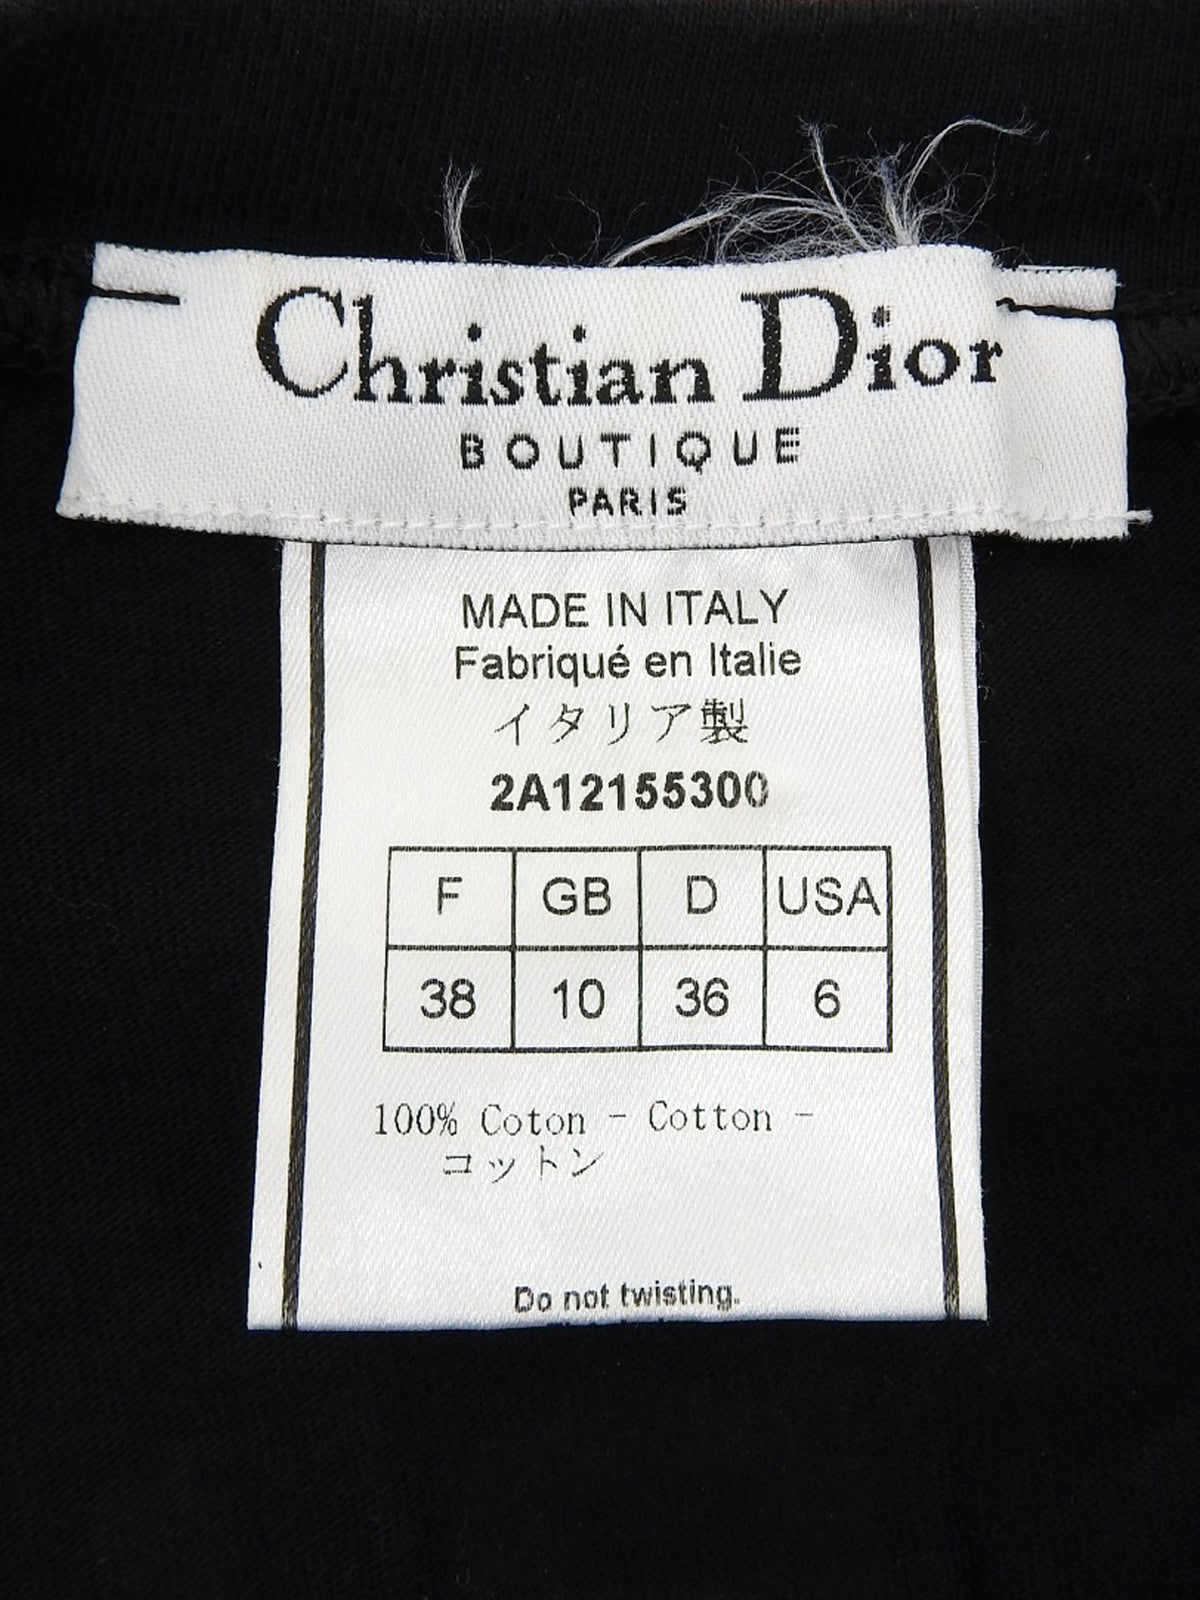 Christian Dior
BOUTIQUE
PARIS
MADE IN ITALY
Fabriqué en Italie
イタリア製
2A12155300
F GB D USA
38 10 36 6
100% Coton - Cotton -
コットン
Do not twisting.